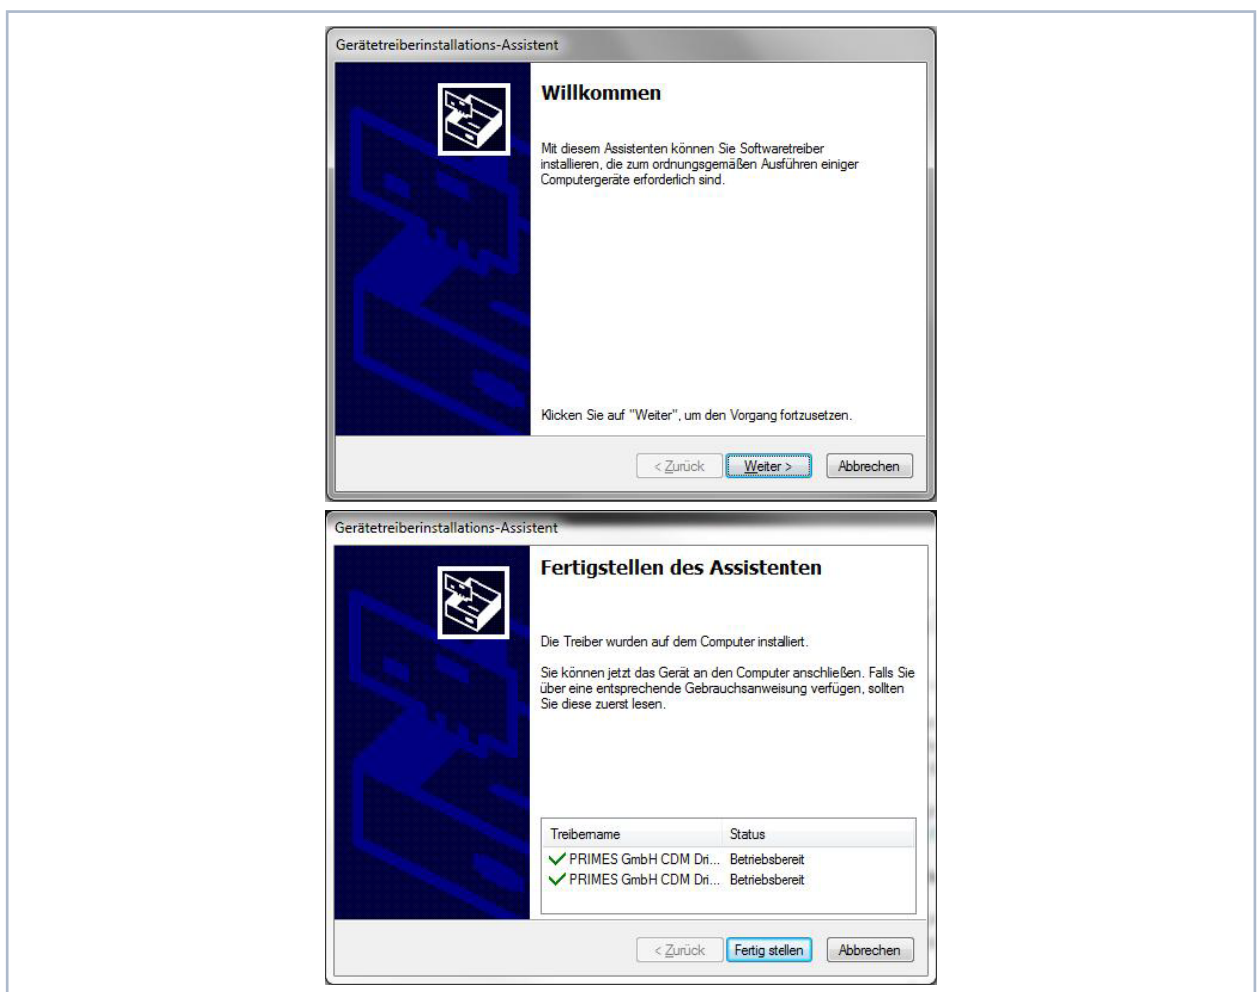 Gerätetreiberinstallations-Assistent
Willkommen
Mit diesem Assistenten können Sie Softwaretreiber
installieren, die zum ordnungsgemäßen Ausführen einiger
Computergeräte erforderlich sind.
Klicken Sie auf "Weiter", um den Vorgang fortzusetzen.
< Zurück Weiter > Abbrechen
Gerätetreiberinstallations-Assistent
Fertigstellen des Assistenten
Die Treiber wurden auf dem Computer installiert.
Sie können jetzt das Gerät an den Computer anschließen. Falls Sie
über eine entsprechende Gebrauchsanweisung verfügen, sollten
Sie diese zuerst lesen.
Treibername Status
PRIMES GmbH CDM Dri... Betriebsbereit
PRIMES GmbH CDM Dri... Betriebsbereit
< Zurück Fertig stellen Abbrechen